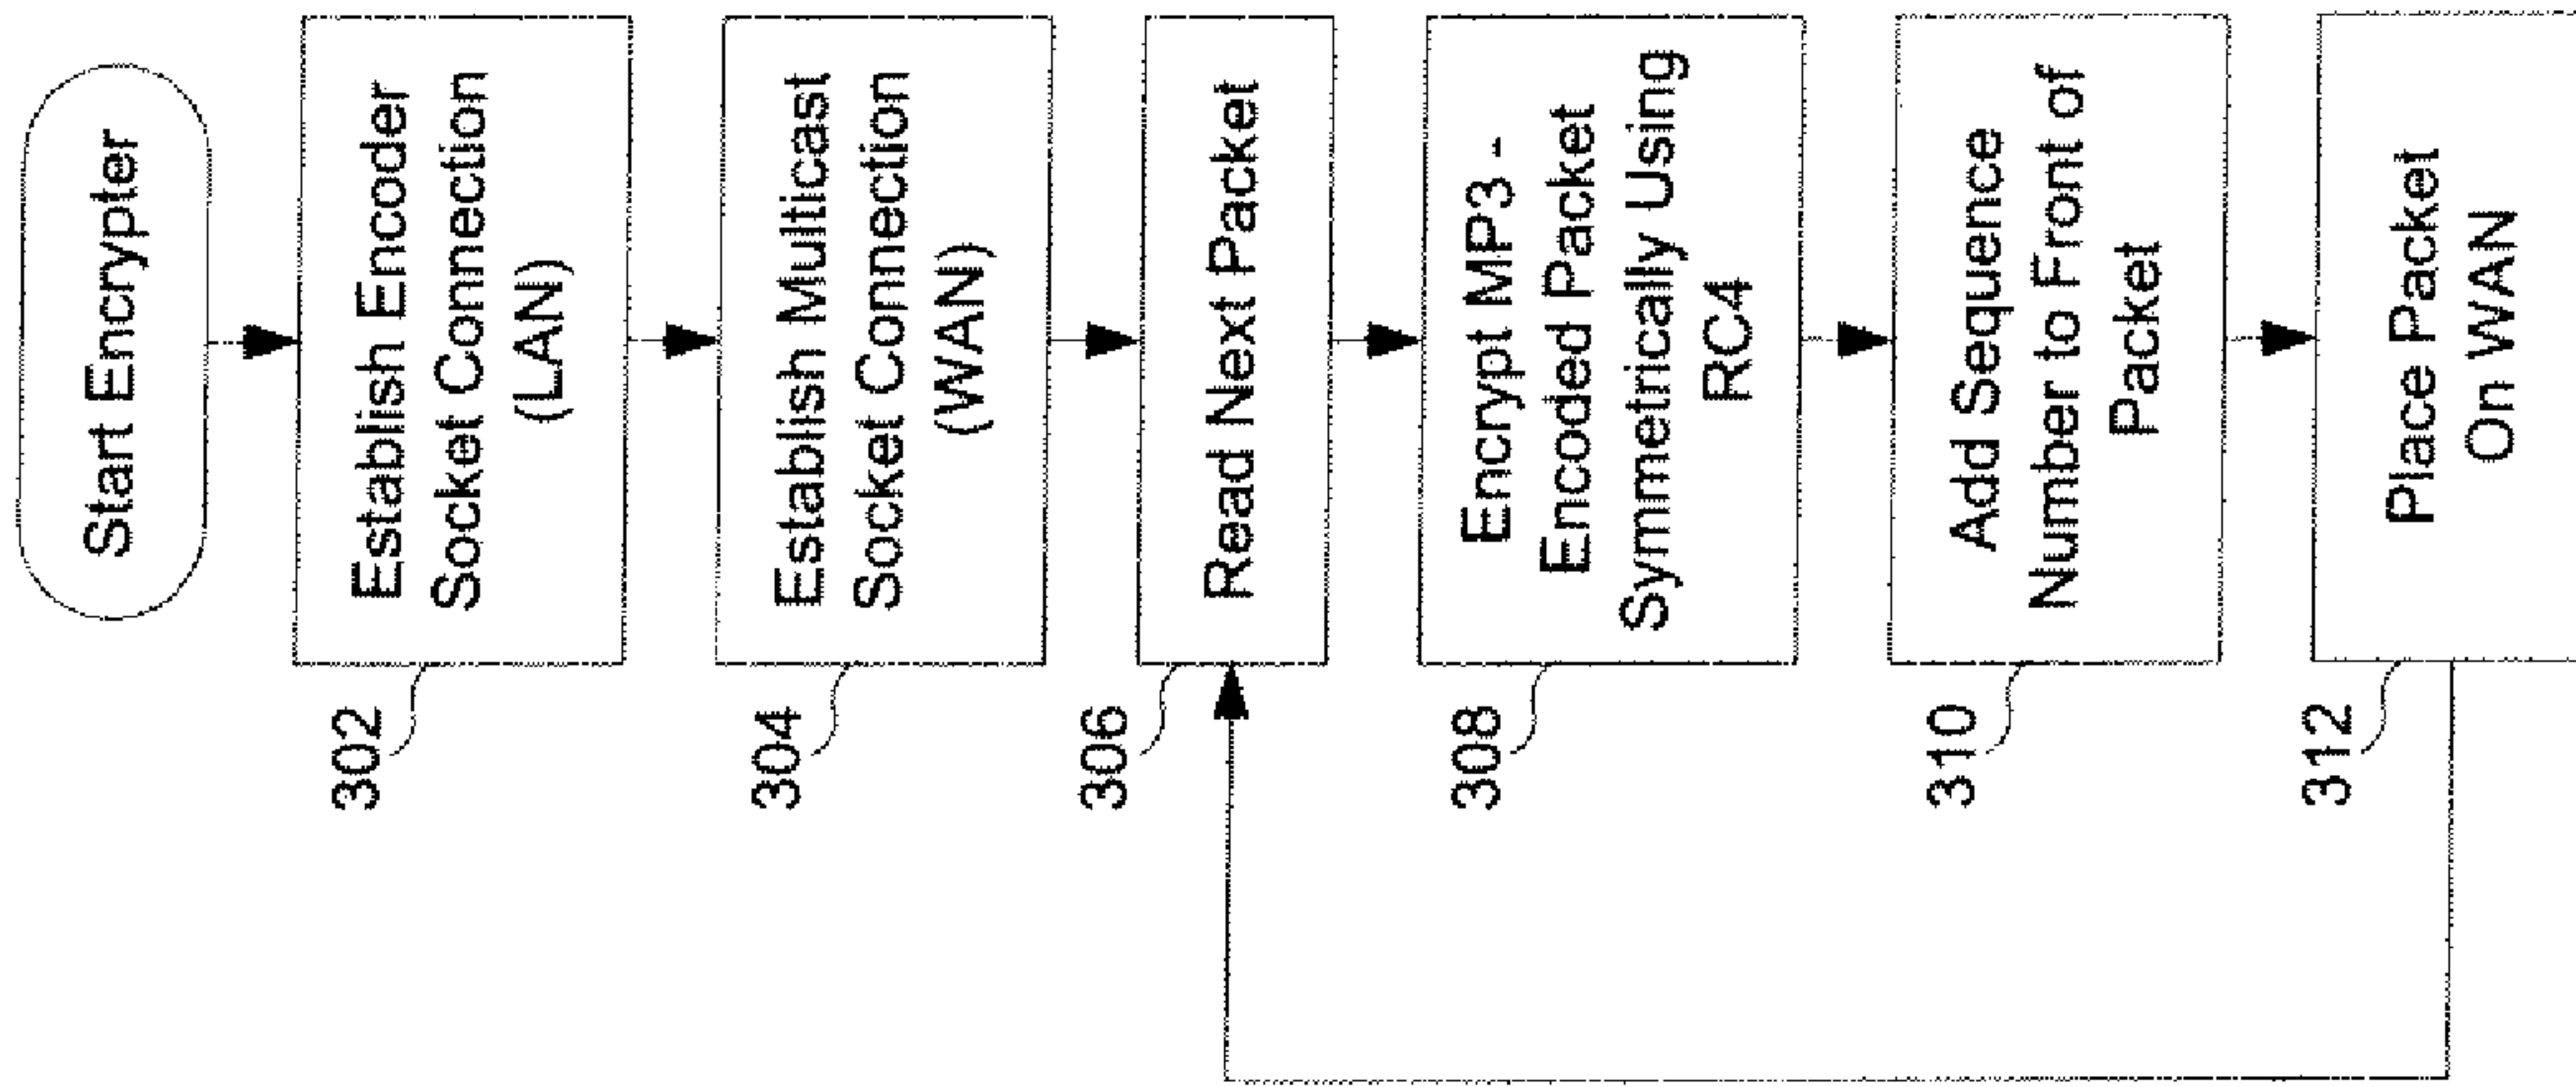 Start Encrypter
302
Establish Encoder
Socket Connection
(LAN)
304
Establish Multicast
Socket Connection
(WAN)
306
Read Next Packet
308
Encrypt MP3 -
Encoded Packet
Symmetrically Using
RC4
310
Add Sequence
Number to Front of
Packet
312
Place Packet
On WAN